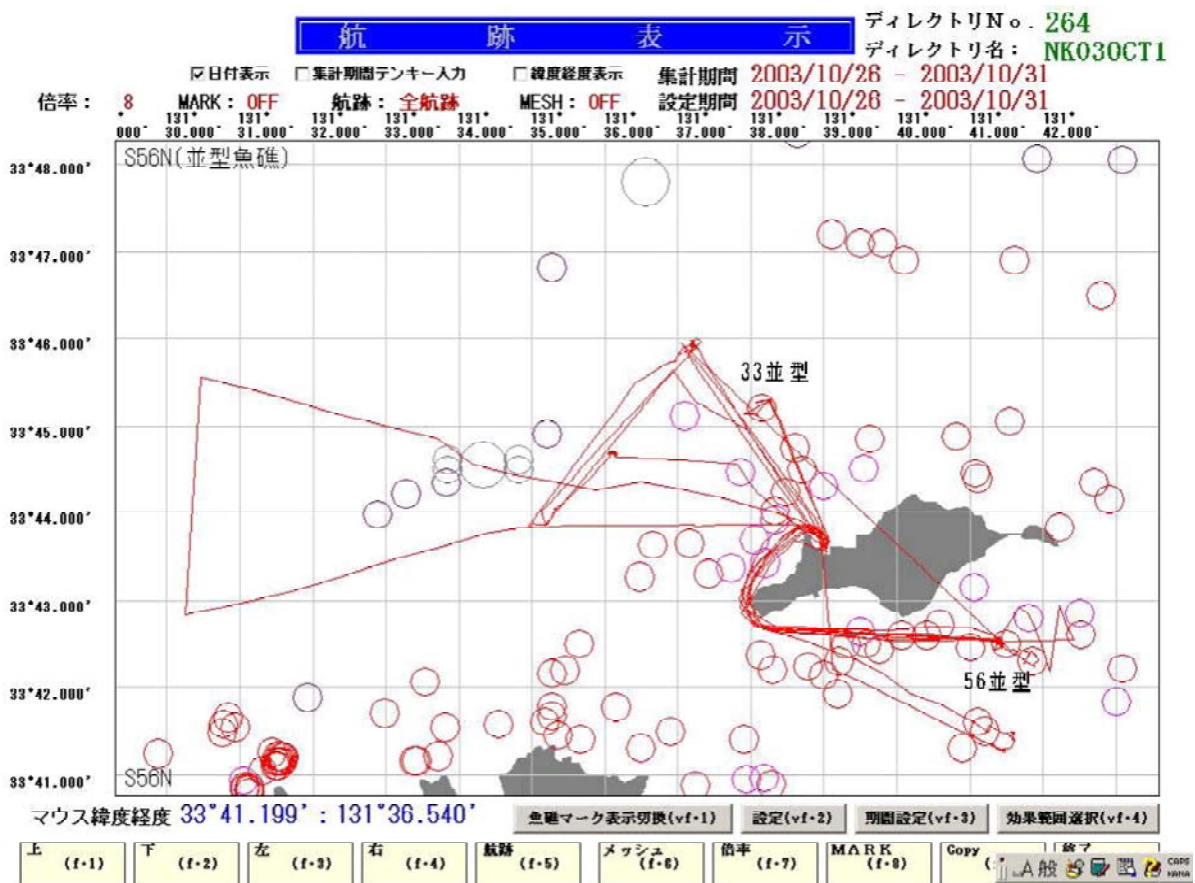 航 跡 表 示
ディレクトリNo. 264
ディレクトリ名: NK03OCT1
日付表示 集計期間テンキー入力 緯度経度表示 集計期間 2003/10/26 - 2003/10/31
倍率: 8 MARK: OFF 航跡: 全航跡 MESH: OFF 設定期間 2003/10/26 - 2003/10/31
° 131° 131° 131° 131° 131° 131° 131° 131° 131° 131° 131° 131° 131°
000' 30.000' 31.000' 32.000' 33.000' 34.000' 35.000' 36.000' 37.000' 38.000' 39.000' 40.000' 41.000' 42.000'
S56N(並型魚礁)
33°48.000'
33°47.000'
33°46.000'
33並型
33°45.000'
33°44.000'
33°43.000'
56並型
33°42.000'
33°41.000'
S56N
マウス緯度経度 33°41.199' : 131°36.540'
魚礁マーク表示切換(vf・1) 設定(vf・2) 期間設定(vf・3) 効果範囲選択(vf・4)
上 (f・1) 下 (f・2) 左 (f・3) 右 (f・4) 航跡 (f・5) メッシュ (f・6) 倍率 (f・7) MARK (f・8) Copy 終了
A 般 CAPS KANA